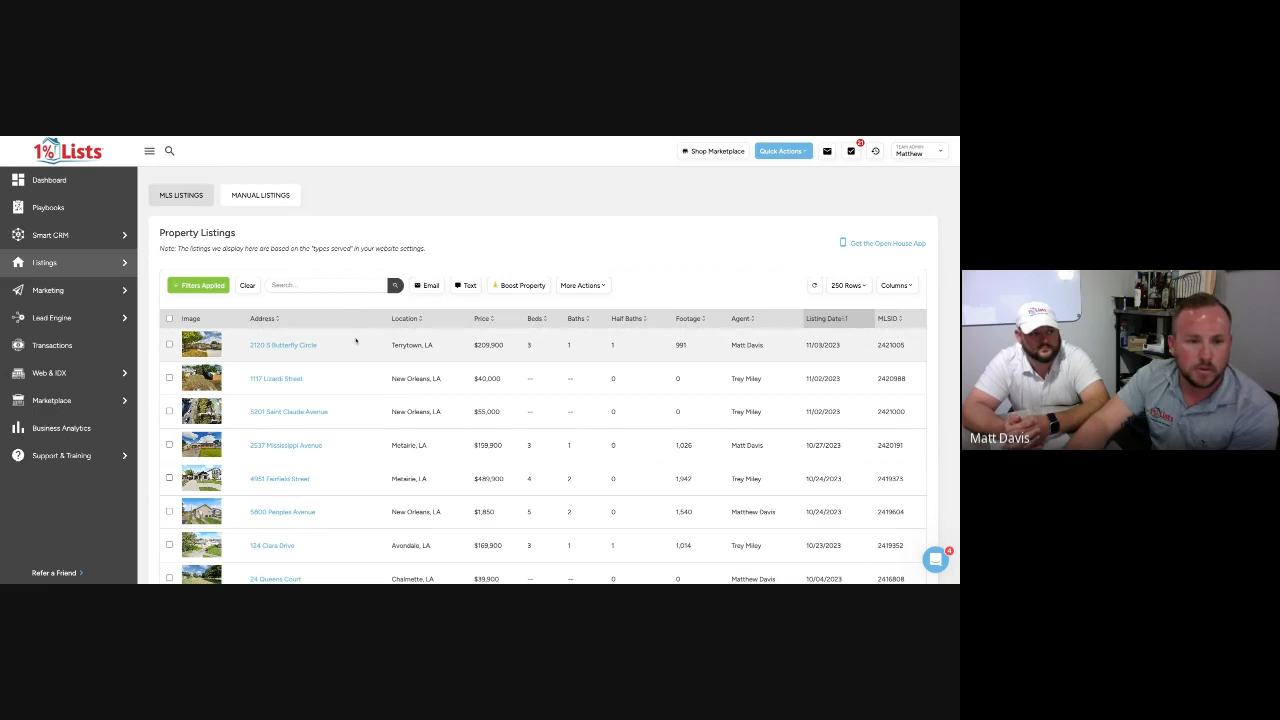 1% Lists
Shop Marketplace
Quick Actions
21
TEAM ADMIN
Matthew
Dashboard
Playbooks
Smart CRM
Listings
Marketing
Lead Engine
Transactions
Web & IDX
Marketplace
Business Analytics
Support & Training
Refer a Friend
MLS LISTINGS
MANUAL LISTINGS
Property Listings
Note: The listings we display here are based on the "types served" in your website settings.
Get the Open House App
Filters Applied
Clear
Search...
Email
Text
Boost Property
More Actions
250 Rows
Columns
Image Address Location Price Beds Baths Half Baths Footage Agent Listing Date MLSID
2120 S Butterfly Circle Terrytown, LA $209,900 3 1 1 991 Matt Davis 11/03/2023 2421005
1117 Lizardi Street New Orleans, LA $40,000 -- -- 0 0 Trey Miley 11/02/2023 2420988
5201 Saint Claude Avenue New Orleans, LA $55,000 -- -- 0 0 Trey Miley 11/02/2023 2421000
2537 Mississippi Avenue Metairie, LA $159,900 3 1 0 1,026 Matt Davis 10/27/2023 2420191
4951 Fairfield Street Metairie, LA $489,900 4 2 0 1,942 Trey Miley 10/24/2023 2419373
5800 Peoples Avenue New Orleans, LA $1,850 5 2 0 1,540 Matthew Davis 10/24/2023 2419604
124 Clara Drive Avondale, LA $169,900 3 1 1 1,014 Trey Miley 10/23/2023 2419352
24 Queens Court Chalmette, LA $39,900 -- -- 0 0 Matthew Davis 10/04/2023 2416808
4
Matt Davis